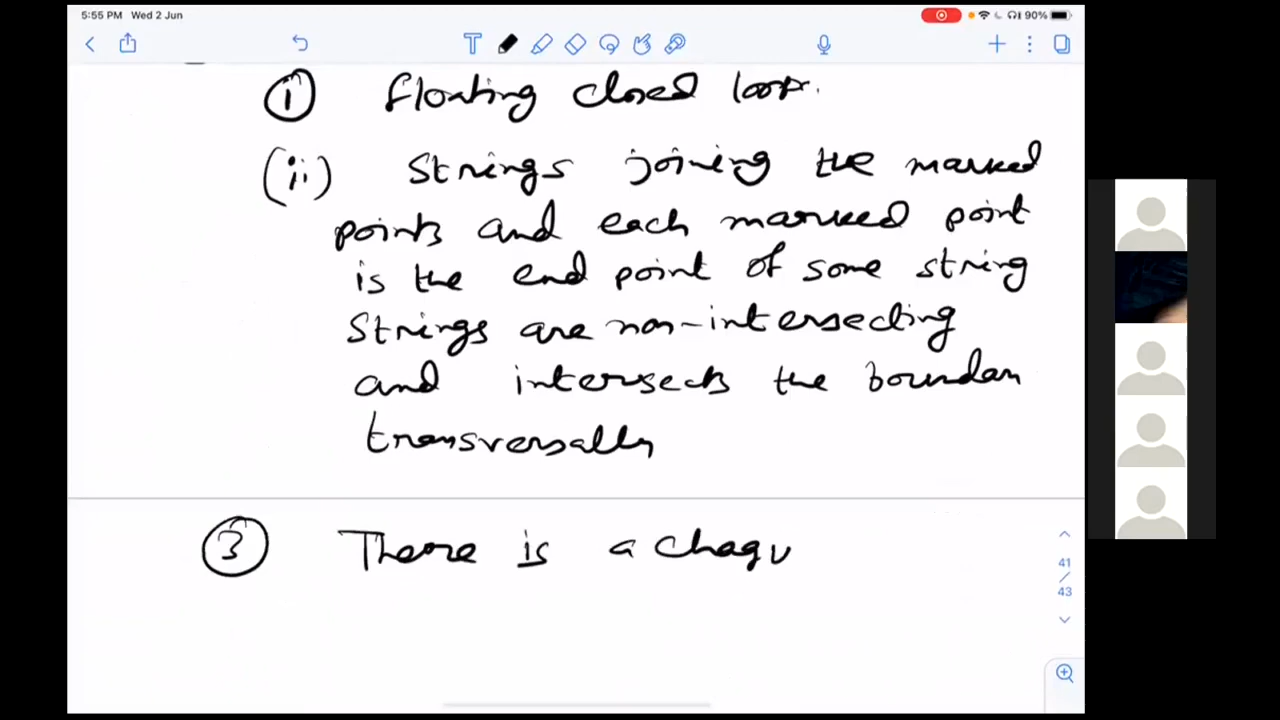 5:55 PM Wed 2 Jun
90%
(i) floating closed loop.
(ii) Strings joining the marked
points and each marked point
is the end point of some string
Strings are non-intersecting
and intersects the boundary
transversally
3 There is a chequ
41
/
43